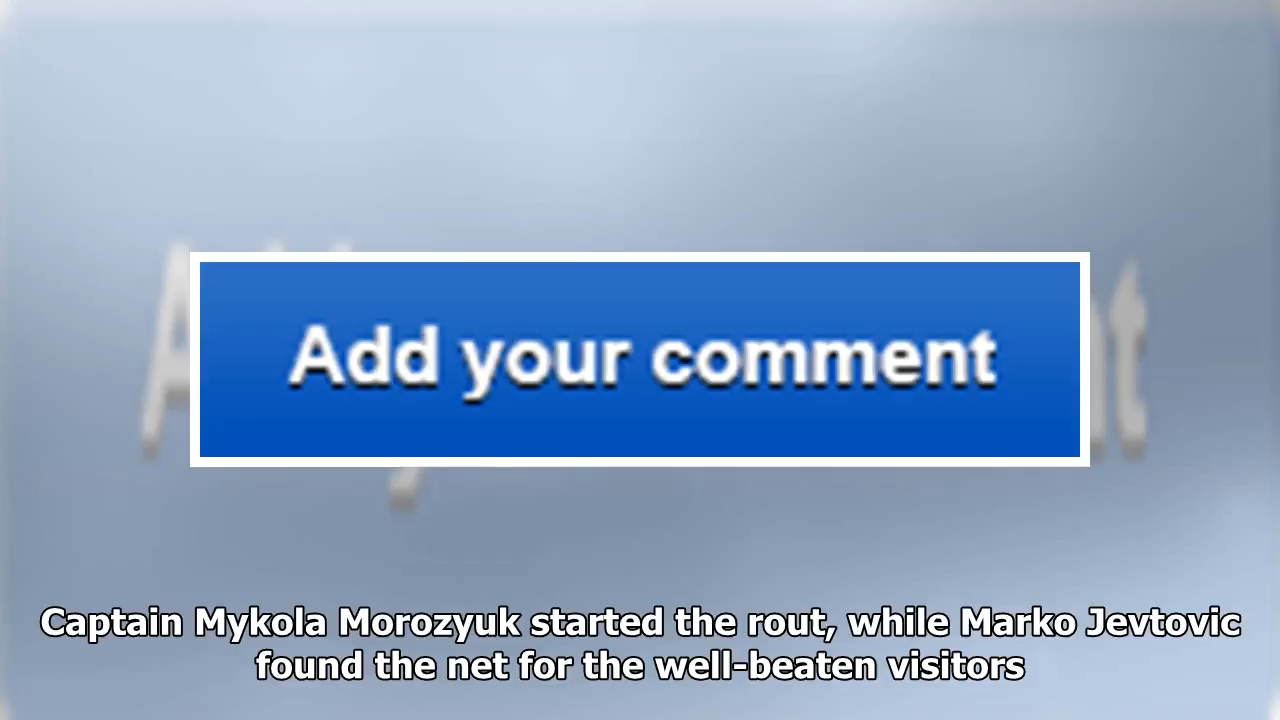 Add your comment
Captain Mykola Morozyuk started the rout, while Marko Jevtovic
found the net for the well-beaten visitors